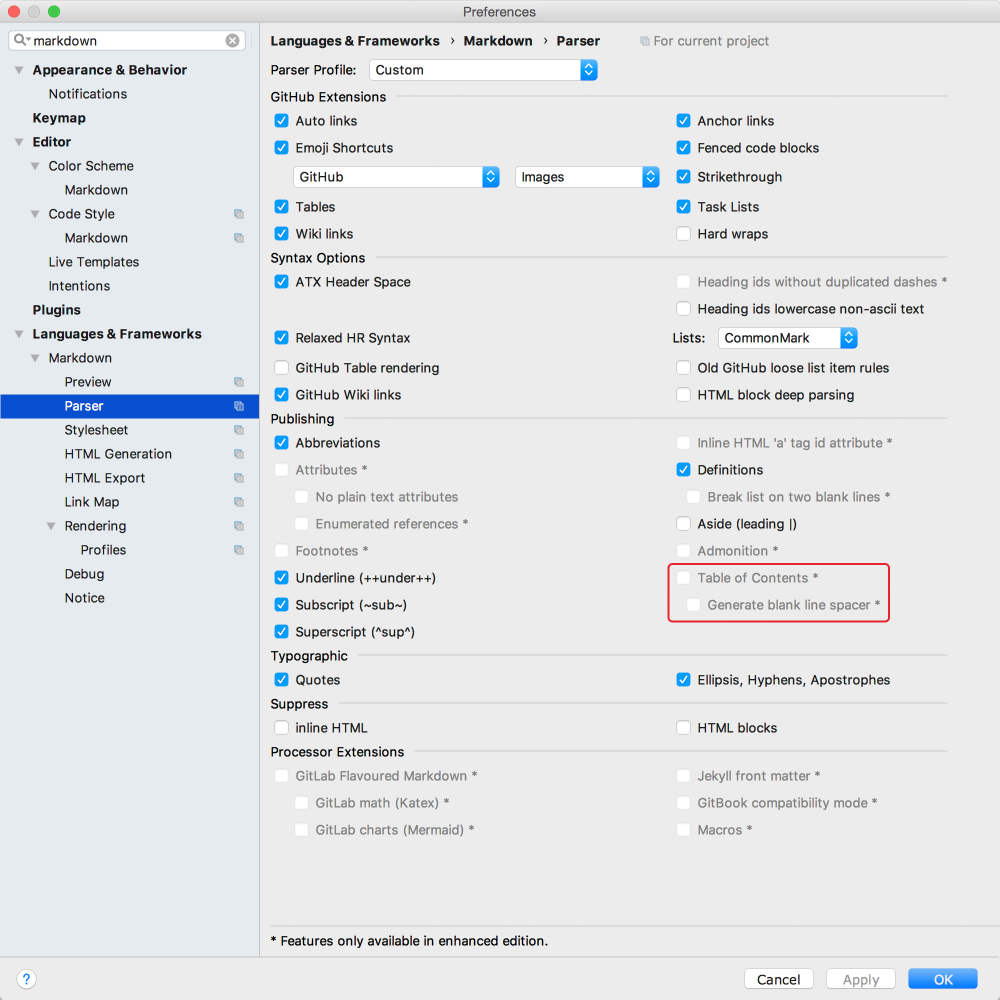 Preferences
markdown
Appearance & Behavior
Notifications
Keymap
Editor
Color Scheme
Markdown
Code Style
Markdown
Live Templates
Intentions
Plugins
Languages & Frameworks
Markdown
Preview
Parser
Stylesheet
HTML Generation
HTML Export
Link Map
Rendering
Profiles
Debug
Notice
?
Languages & Frameworks › Markdown › Parser For current project
Parser Profile: Custom
GitHub Extensions
Auto links Anchor links
Emoji Shortcuts Fenced code blocks
GitHub Images Strikethrough
Tables Task Lists
Wiki links Hard wraps
Syntax Options
ATX Header Space Heading ids without duplicated dashes *
Heading ids lowercase non-ascii text
Relaxed HR Syntax Lists: CommonMark
GitHub Table rendering Old GitHub loose list item rules
GitHub Wiki links HTML block deep parsing
Publishing
Abbreviations Inline HTML 'a' tag id attribute *
Attributes * Definitions
No plain text attributes Break list on two blank lines *
Enumerated references * Aside (leading |)
Footnotes * Admonition *
Underline (++under++) Table of Contents *
Subscript (~sub~) Generate blank line spacer *
Superscript (^sup^)
Typographic
Quotes Ellipsis, Hyphens, Apostrophes
Suppress
inline HTML HTML blocks
Processor Extensions
GitLab Flavoured Markdown * Jekyll front matter *
GitLab math (Katex) * GitBook compatibility mode *
GitLab charts (Mermaid) * Macros *
* Features only available in enhanced edition.
Cancel Apply OK